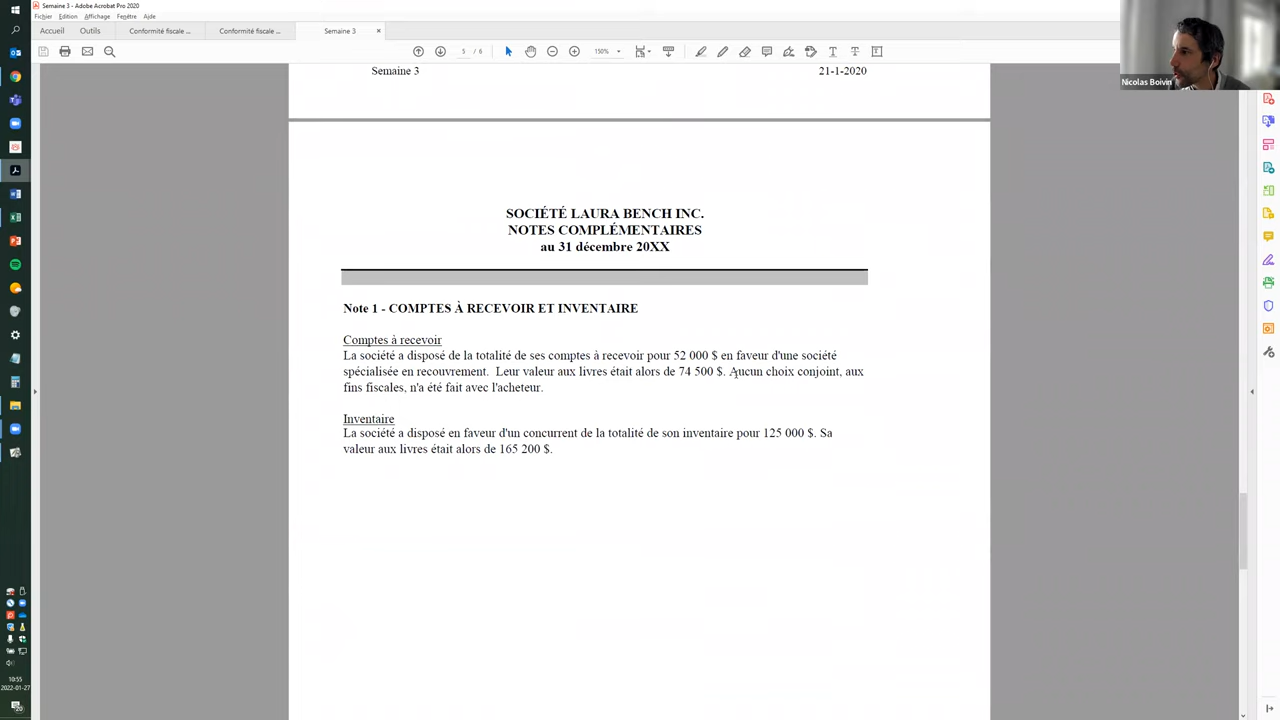 Semaine 3 - Adobe Acrobat Pro 2020
Fichier Edition Affichage Fenêtre Aide
Accueil Outils Conformité fiscale ... Conformité fiscale ... Semaine 3 ×
5 / 6 150%
Nicolas Boivin
Semaine 3 21-1-2020
SOCIÉTÉ LAURA BENCH INC.
NOTES COMPLÉMENTAIRES
au 31 décembre 20XX
Note 1 - COMPTES À RECEVOIR ET INVENTAIRE
Comptes à recevoir
La société a disposé de la totalité de ses comptes à recevoir pour 52 000 $ en faveur d'une société
spécialisée en recouvrement. Leur valeur aux livres était alors de 74 500 $. Aucun choix conjoint, aux
fins fiscales, n'a été fait avec l'acheteur.
Inventaire
La société a disposé en faveur d'un concurrent de la totalité de son inventaire pour 125 000 $. Sa
valeur aux livres était alors de 165 200 $.
10:55
2022-01-27